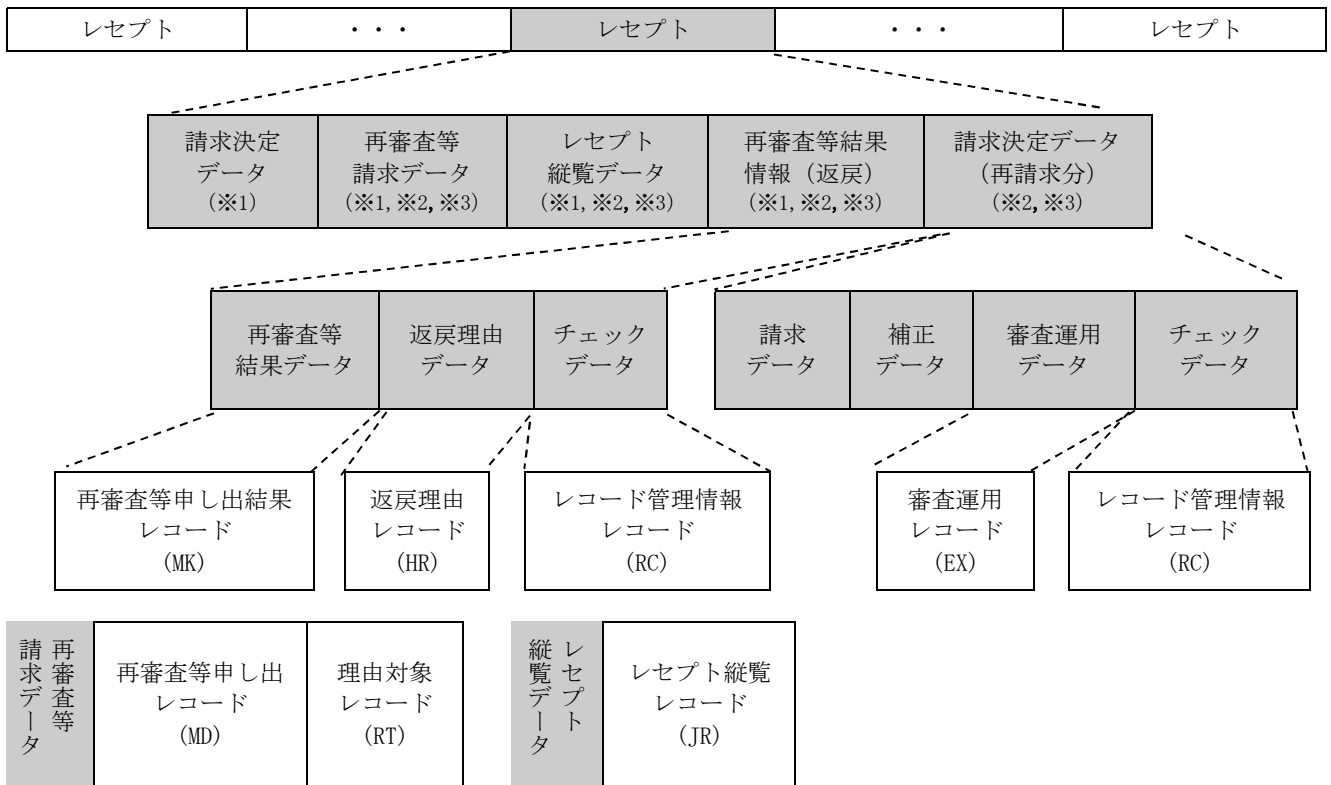 レセプト
・・・
レセプト
・・・
レセプト
請求決定
データ
(※1)
再審査等
請求データ
(※1,※2,※3)
レセプト
縦覧データ
(※1,※2,※3)
再審査等結果
情報（返戻）
(※1,※2,※3)
請求決定データ
(再請求分)
(※2,※3)
再審査等
結果データ
返戻理由
データ
チェック
データ
請求
データ
補正
データ
審査運用
データ
チェック
データ
再審査等申し出結果
レコード
(MK)
返戻理由
レコード
(HR)
レコード管理情報
レコード
(RC)
審査運用
レコード
(EX)
レコード管理情報
レコード
(RC)
再審査等
請求データ
再審査等申し出
レコード
(MD)
理由対象
レコード
(RT)
レセプト
縦覧データ
レセプト縦覧
レコード
(JR)